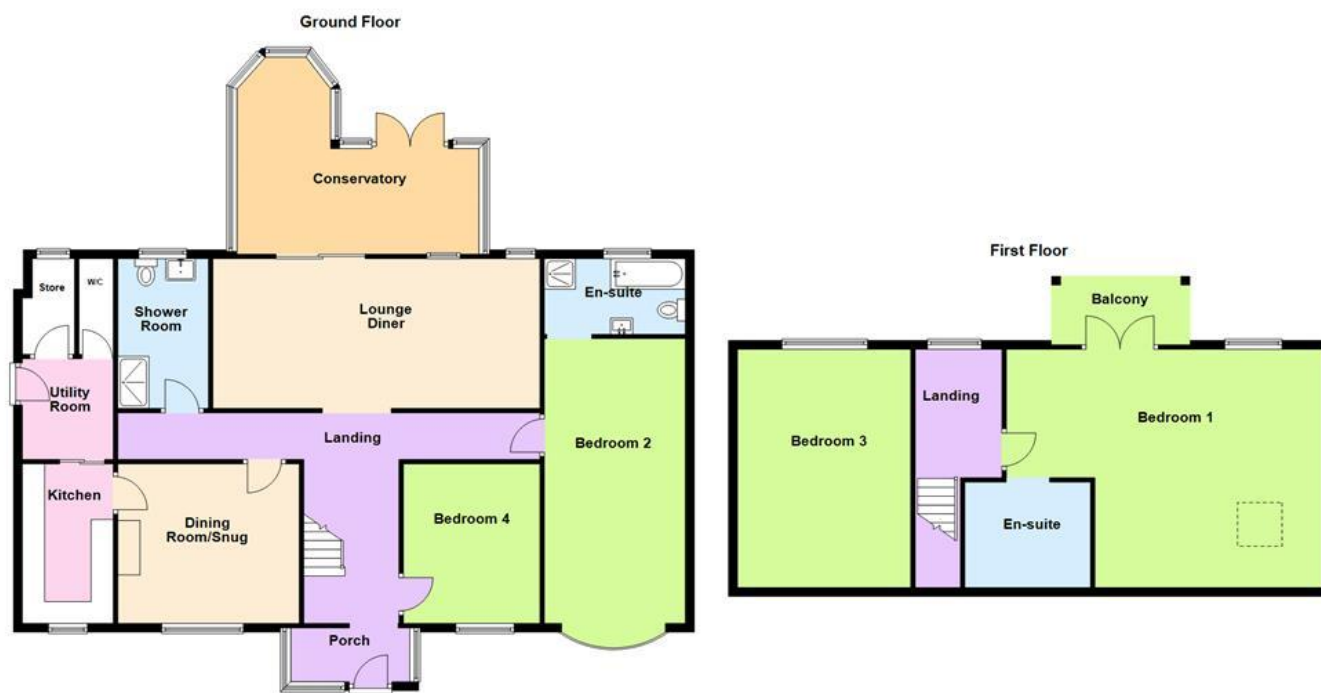 Ground Floor
Conservatory
Store
W/C
Shower
Room
Lounge
Diner
En-suite
Utility
Room
Landing
Bedroom 2
Kitchen
Dining
Room/Snug
Bedroom 4
Porch
First Floor
Balcony
Landing
Bedroom 1
Bedroom 3
En-suite